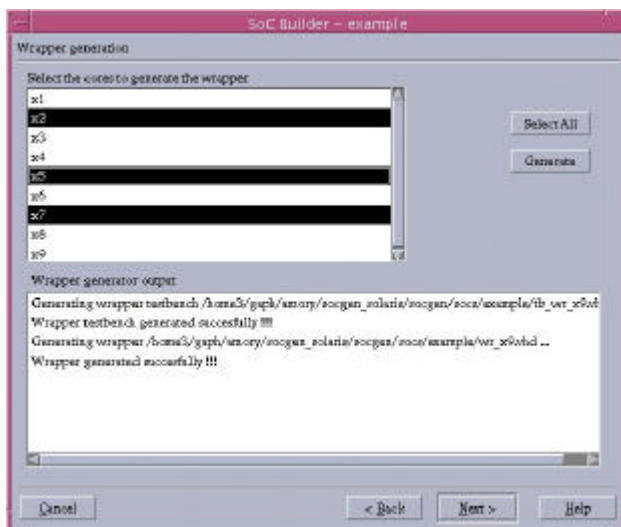 SoC Builder - example
Wrapper generation
Select the cores to generate the wrapper
x1
x2
x3
x4
x5
x6
x7
x8
x9
Select All
Generate
Wrapper generator output
Generating wrapper testbench /home3/gaph/amory/socgen_solaris/socgen/socs/example/tb_wr_x9.vh
Wrapper testbench generated succesfully !!!
Generating wrapper /home3/gaph/amory/socgen_solaris/socgen/socs/example/wr_x9.vhd ...
Wrapper generated succesfully !!!
Cancel
< Back
Next >
Help